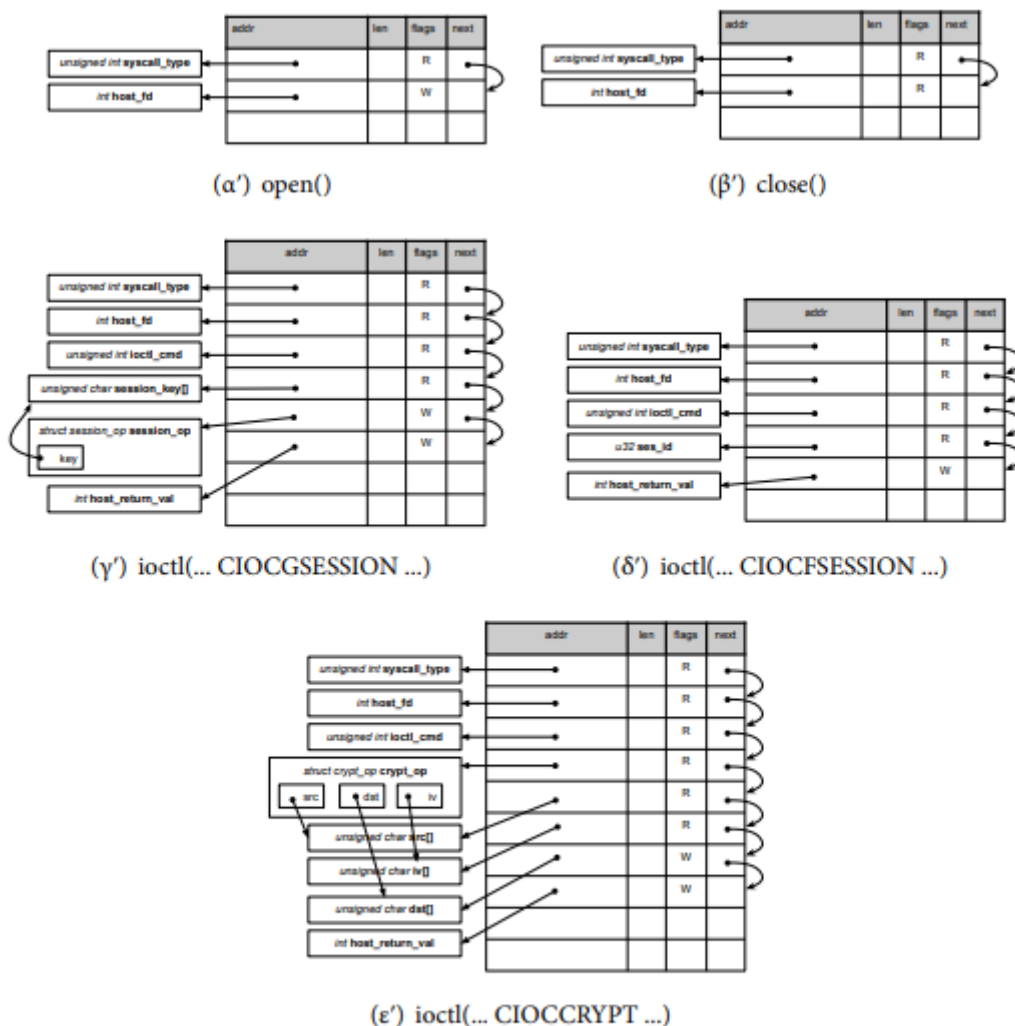 addr len flags next
unsigned int syscall_type R
int host_fd W
(α′) open()
addr len flags next
unsigned int syscall_type R
int host_fd R
(β′) close()
addr len flags next
unsigned int syscall_type R
int host_fd R
unsigned int ioctl_cmd R
unsigned char session_key[] R
struct session_op session_op W
key
int host_return_val W
(γ′) ioctl(... CIOCGSESSION ...)
addr len flags next
unsigned int syscall_type R
int host_fd R
unsigned int ioctl_cmd R
u32 ses_id R
int host_return_val W
(δ′) ioctl(... CIOCFSESSION ...)
addr len flags next
unsigned int syscall_type R
int host_fd R
unsigned int ioctl_cmd R
struct crypt_op crypt_op R
src dst iv R
unsigned char src[] R
unsigned char iv[] W
unsigned char dst[] W
int host_return_val
(ε′) ioctl(... CIOCCRYPT ...)